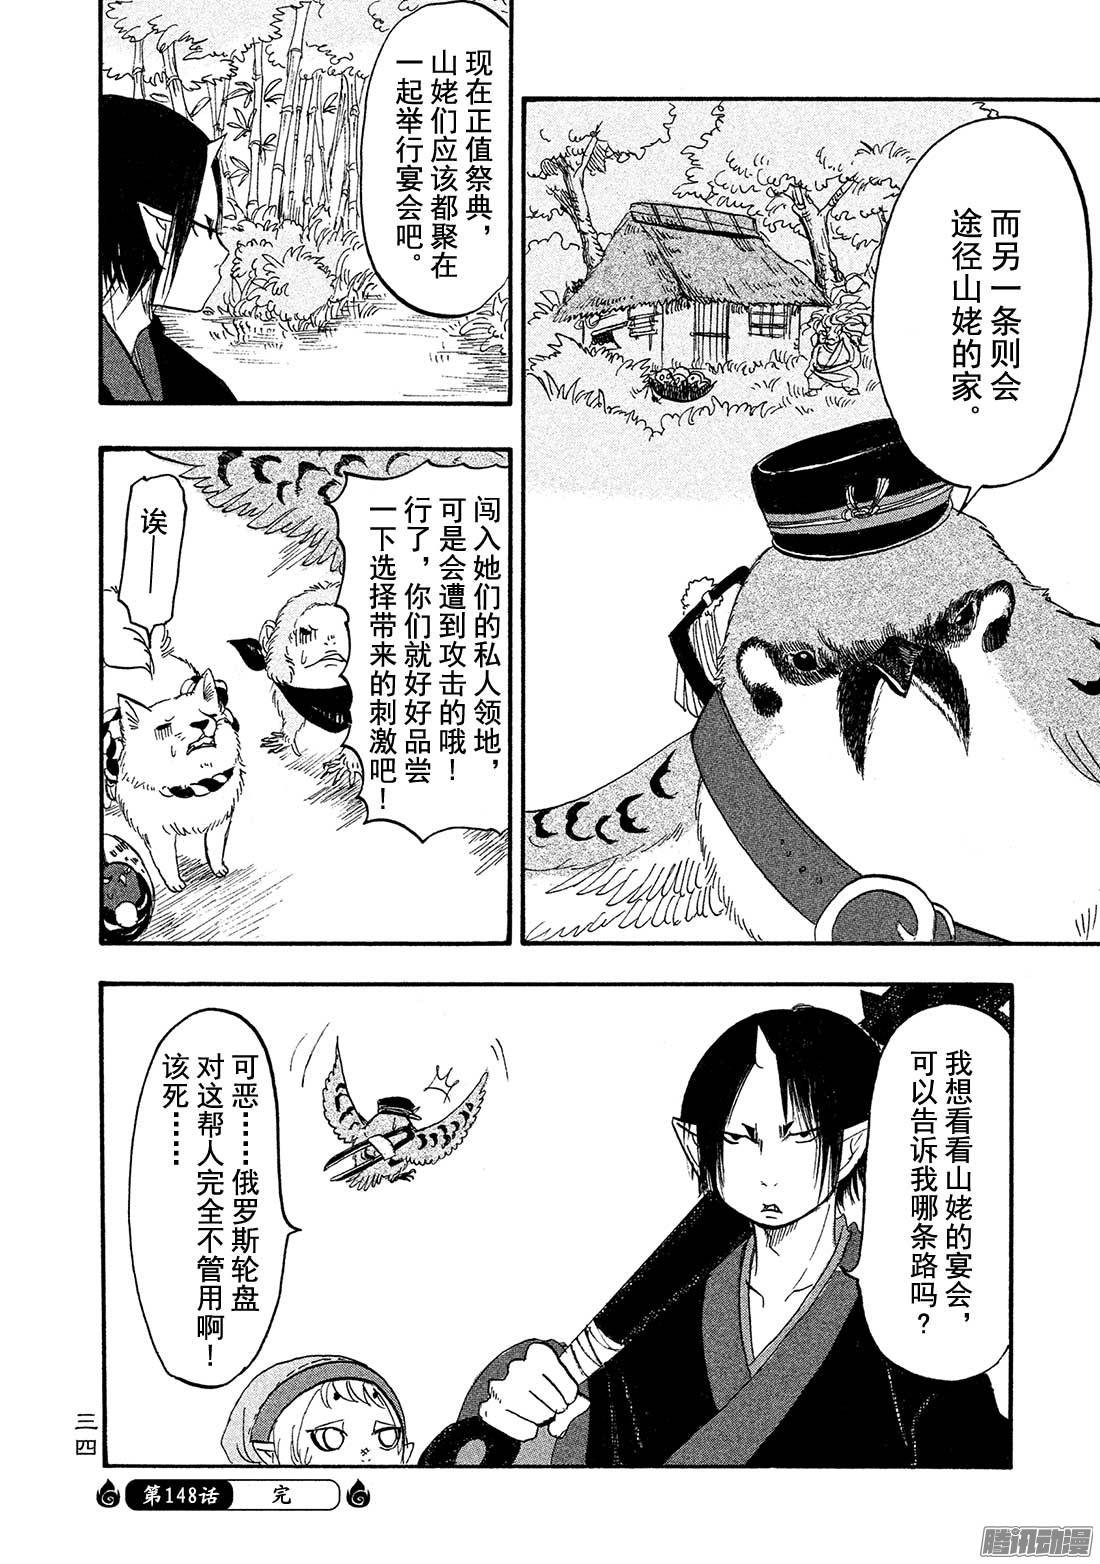 而另一条则会
途径山姥的家。
现在正值祭典，
山姥们应该都聚在
一起举行宴会吧。
闯入她们的私人领地，
可是会遭到攻击的哦！
行了，你们就好好品尝
一下选择带来的刺激吧！
诶——
我想看看山姥的宴会，
可以告诉我哪条路吗？
可恶……俄罗斯轮盘
对这帮人完全不管用啊！
该死……
三四
第148话 完
腾讯动漫